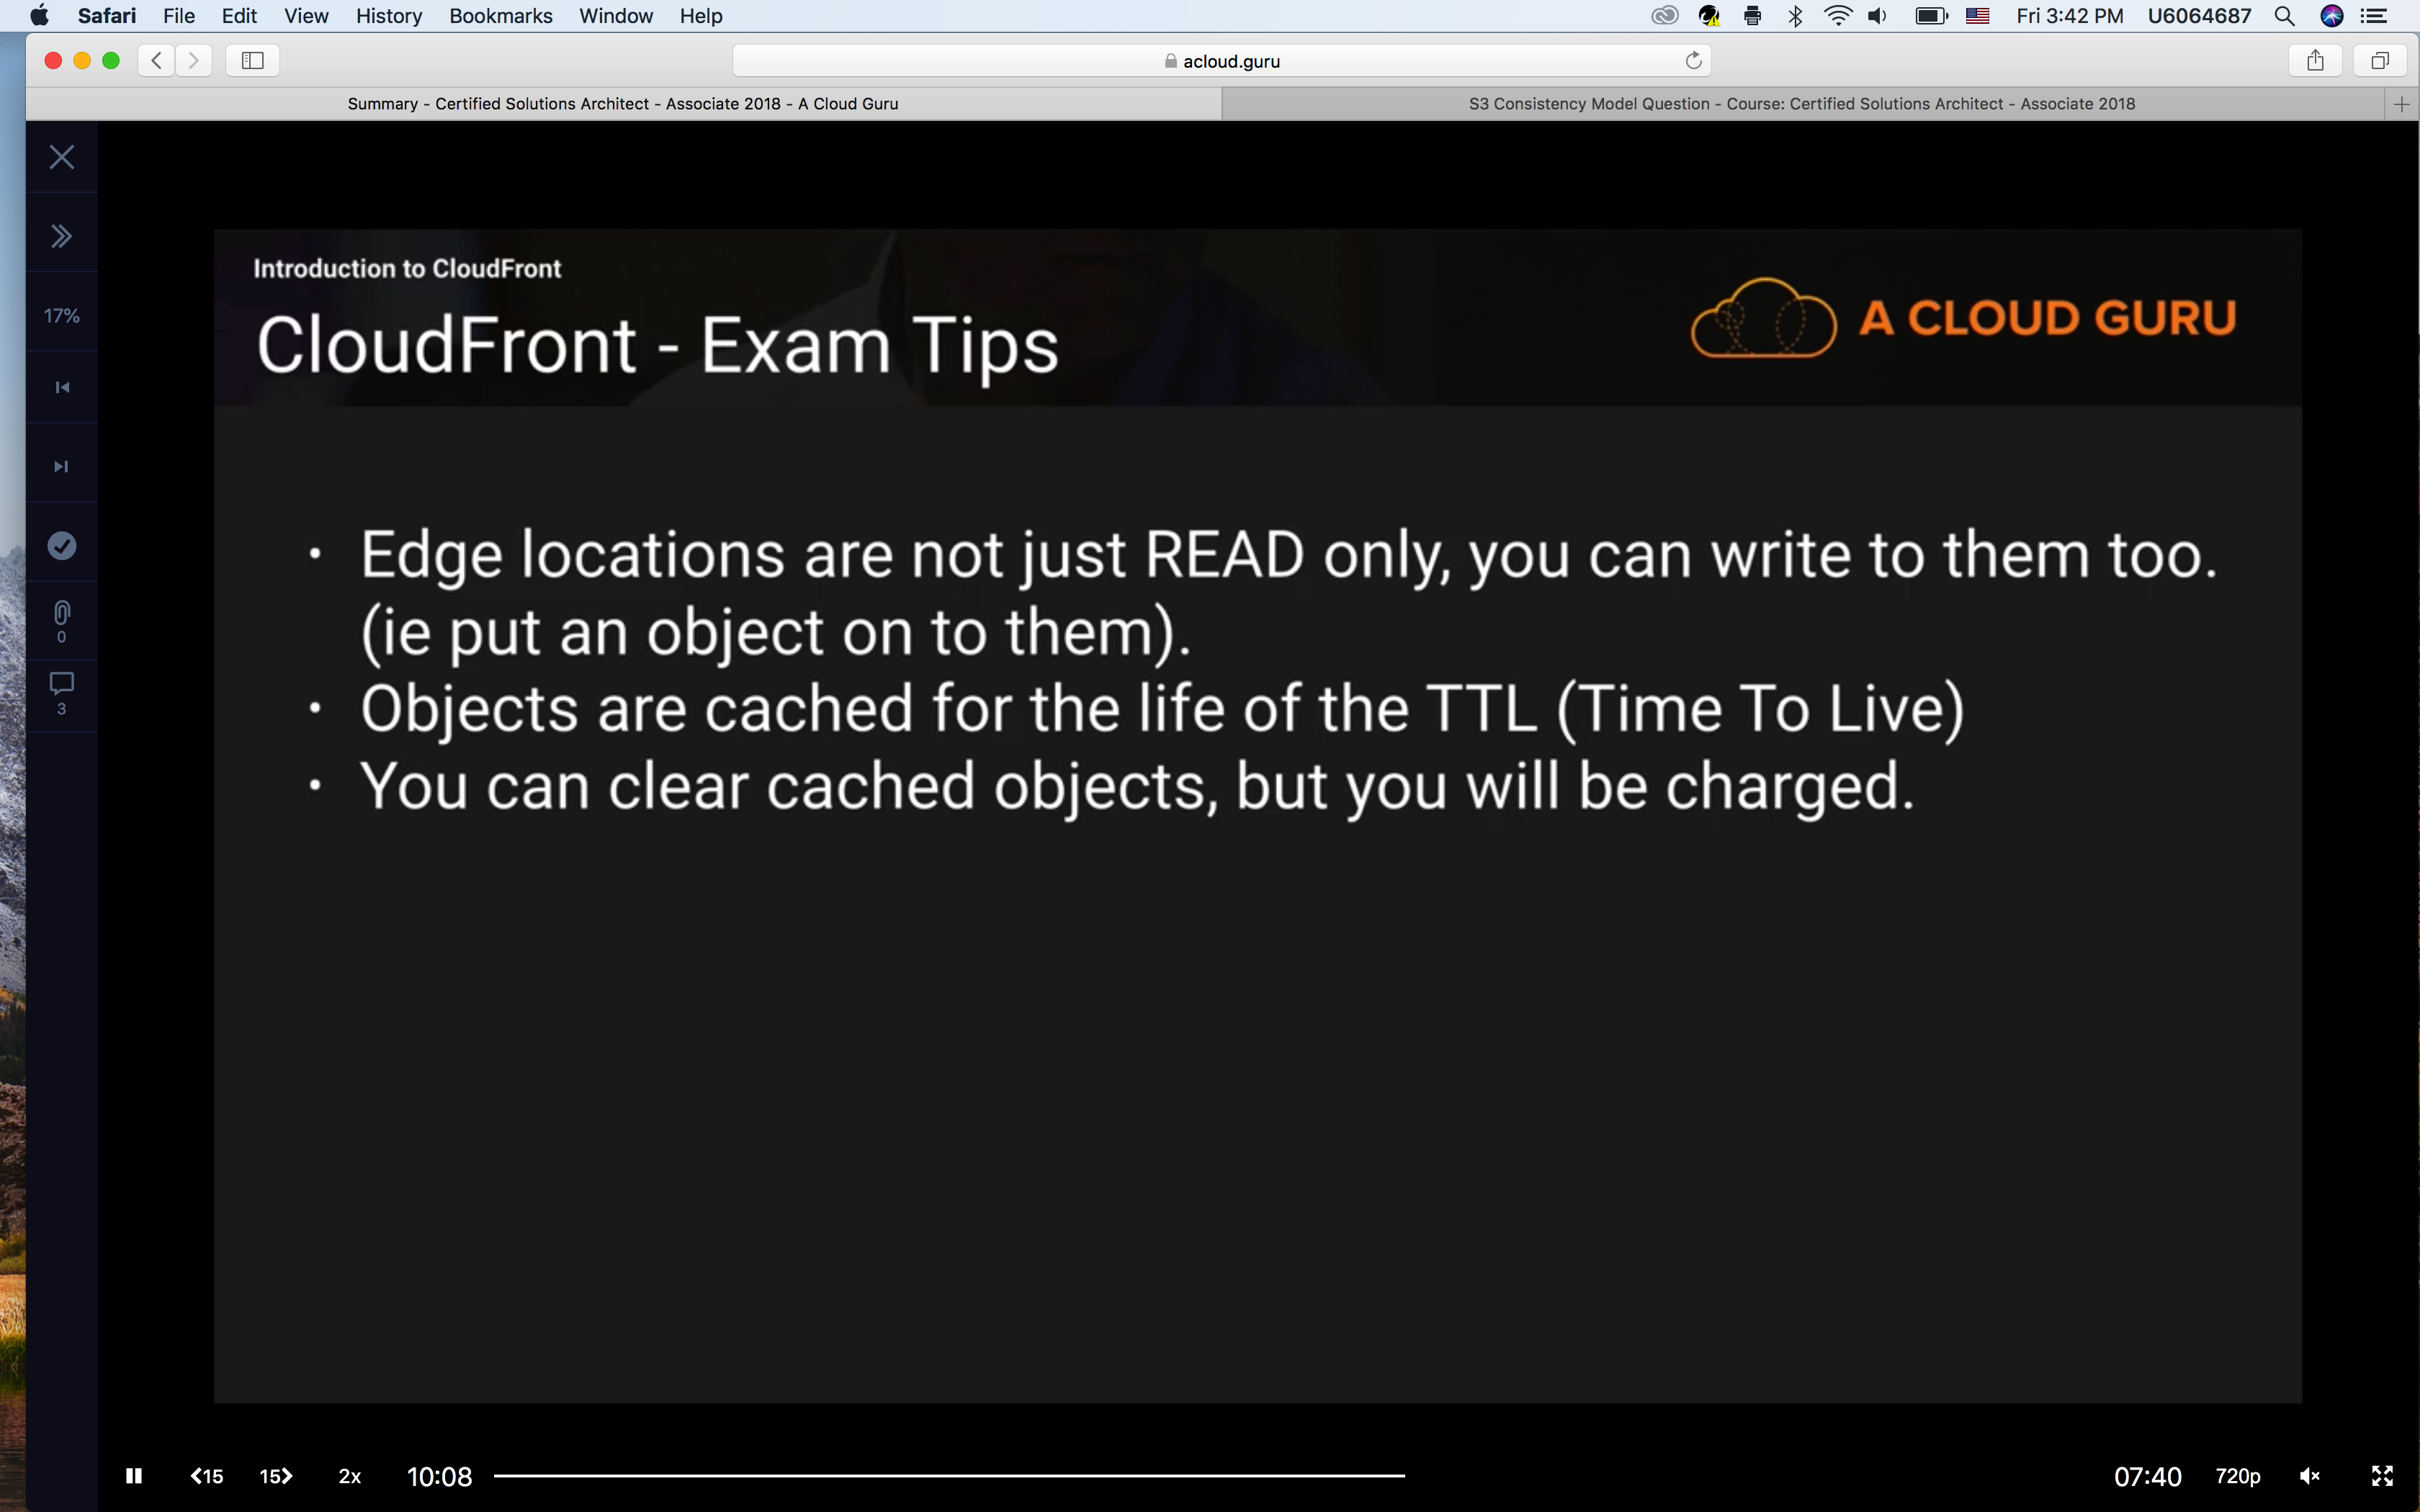 Safari File Edit View History Bookmarks Window Help Fri 3:42 PM U6064687
acloud.guru
Summary - Certified Solutions Architect - Associate 2018 - A Cloud Guru
S3 Consistency Model Question - Course: Certified Solutions Architect - Associate 2018
17%
0
3
Introduction to CloudFront
CloudFront - Exam Tips
A CLOUD GURU
• Edge locations are not just READ only, you can write to them too.
(ie put an object on to them).
• Objects are cached for the life of the TTL (Time To Live)
• You can clear cached objects, but you will be charged.
15 15 2x 10:08 07:40 720p